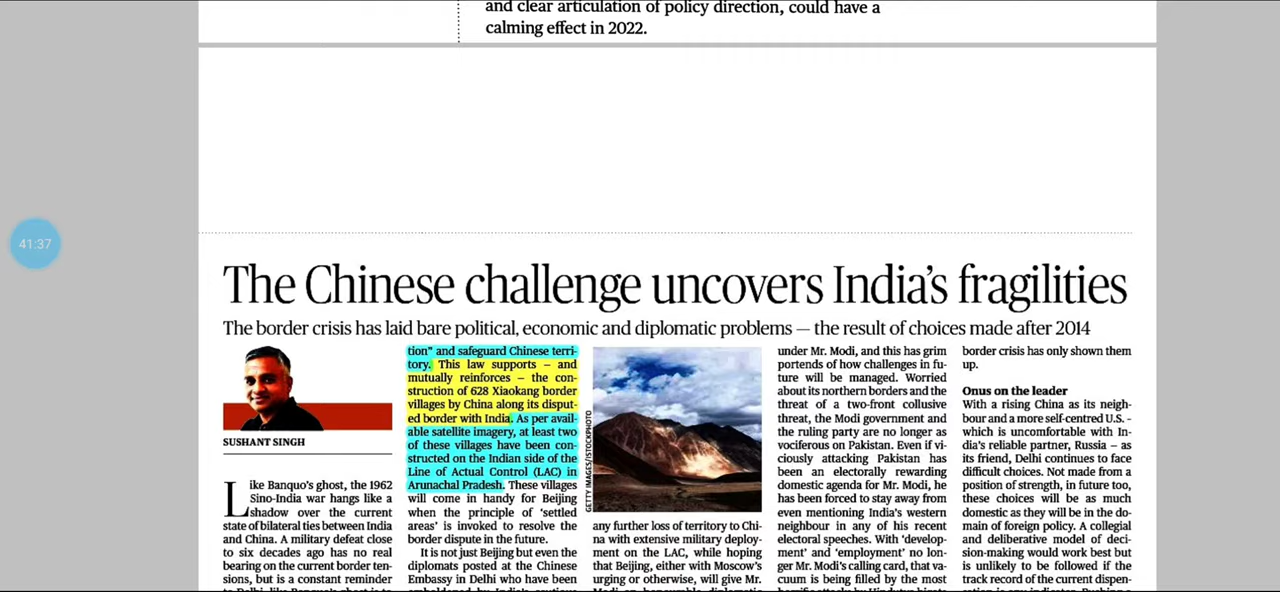 and clear articulation of policy direction, could have a
calming effect in 2022.
41:37
The Chinese challenge uncovers India's fragilities
The border crisis has laid bare political, economic and diplomatic problems — the result of choices made after 2014
SUSHANT SINGH
Like Banquo's ghost, the 1962
Sino-India war hangs like a
shadow over the current
state of bilateral ties between India
and China. A military defeat close
to six decades ago has no real
bearing on the current border ten-
sions, but is a constant reminder
tion" and safeguard Chinese terri-
tory. This law supports – and
mutually reinforces – the con-
struction of 628 Xiaokang border
villages by China along its disput-
ed border with India. As per avail-
able satellite imagery, at least two
of these villages have been con-
structed on the Indian side of the
Line of Actual Control (LAC) in
Arunachal Pradesh. These villages
will come in handy for Beijing
when the principle of 'settled
areas' is invoked to resolve the
border dispute in the future.
It is not just Beijing but even the
diplomats posted at the Chinese
Embassy in Delhi who have been
GETTY IMAGES/ISTOCKPHOTO
any further loss of territory to Chi-
na with extensive military deploy-
ment on the LAC, while hoping
that Beijing, either with Moscow's
urging or otherwise, will give Mr.
under Mr. Modi, and this has grim
portends of how challenges in fu-
ture will be managed. Worried
about its northern borders and the
threat of a two-front collusive
threat, the Modi government and
the ruling party are no longer as
vociferous on Pakistan. Even if vi-
ciously attacking Pakistan has
been an electorally rewarding
domestic agenda for Mr. Modi, he
has been forced to stay away from
even mentioning India's western
neighbour in any of his recent
electoral speeches. With 'develop-
ment' and 'employment' no lon-
ger Mr. Modi's calling card, that va-
cuum is being filled by the most
border crisis has only shown them
up.
Onus on the leader
With a rising China as its neigh-
bour and a more self-centred U.S. -
which is uncomfortable with In-
dia's reliable partner, Russia – as
its friend, Delhi continues to face
difficult choices. Not made from a
position of strength, in future too,
these choices will be as much
domestic as they will be in the do-
main of foreign policy. A collegial
and deliberative model of deci-
sion-making would work best but
is unlikely to be followed if the
track record of the current dispen-